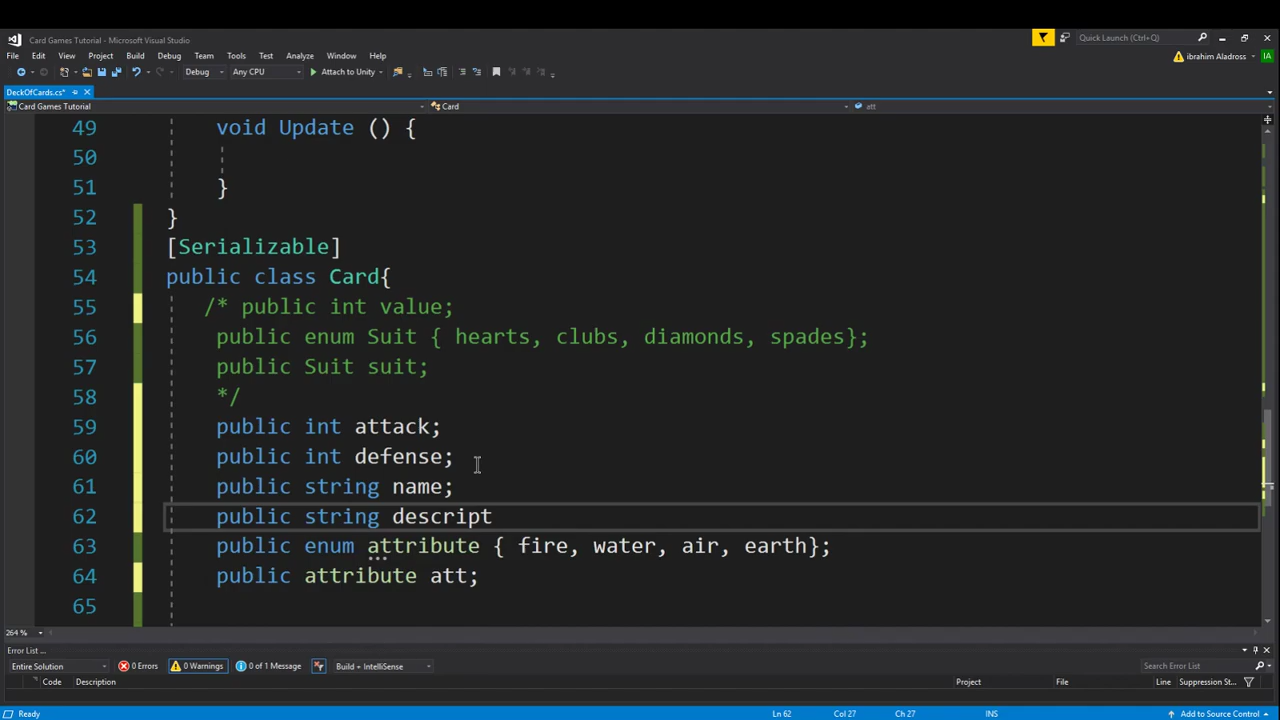 Card Games Tutorial - Microsoft Visual Studio
Quick Launch (Ctrl+Q)
File Edit View Project Build Debug Team Tools Test Analyze Window Help
ibrahim Aladross IA
Debug Any CPU Attach to Unity
DeckOfCards.cs*
Card Games Tutorial Card att
49 void Update () {
50
51 }
52 }
53 [Serializable]
54 public class Card{
55 /* public int value;
56 public enum Suit { hearts, clubs, diamonds, spades};
57 public Suit suit;
58 */
59 public int attack;
60 public int defense;
61 public string name;
62 public string descript
63 public enum attribute { fire, water, air, earth};
64 public attribute att;
65
264 %
Error List ...
Entire Solution 0 Errors 0 Warnings 0 of 1 Message Build + IntelliSense Search Error List
Code Description Project File Line Suppression St...
Ready Ln 62 Col 27 Ch 27 INS Add to Source Control